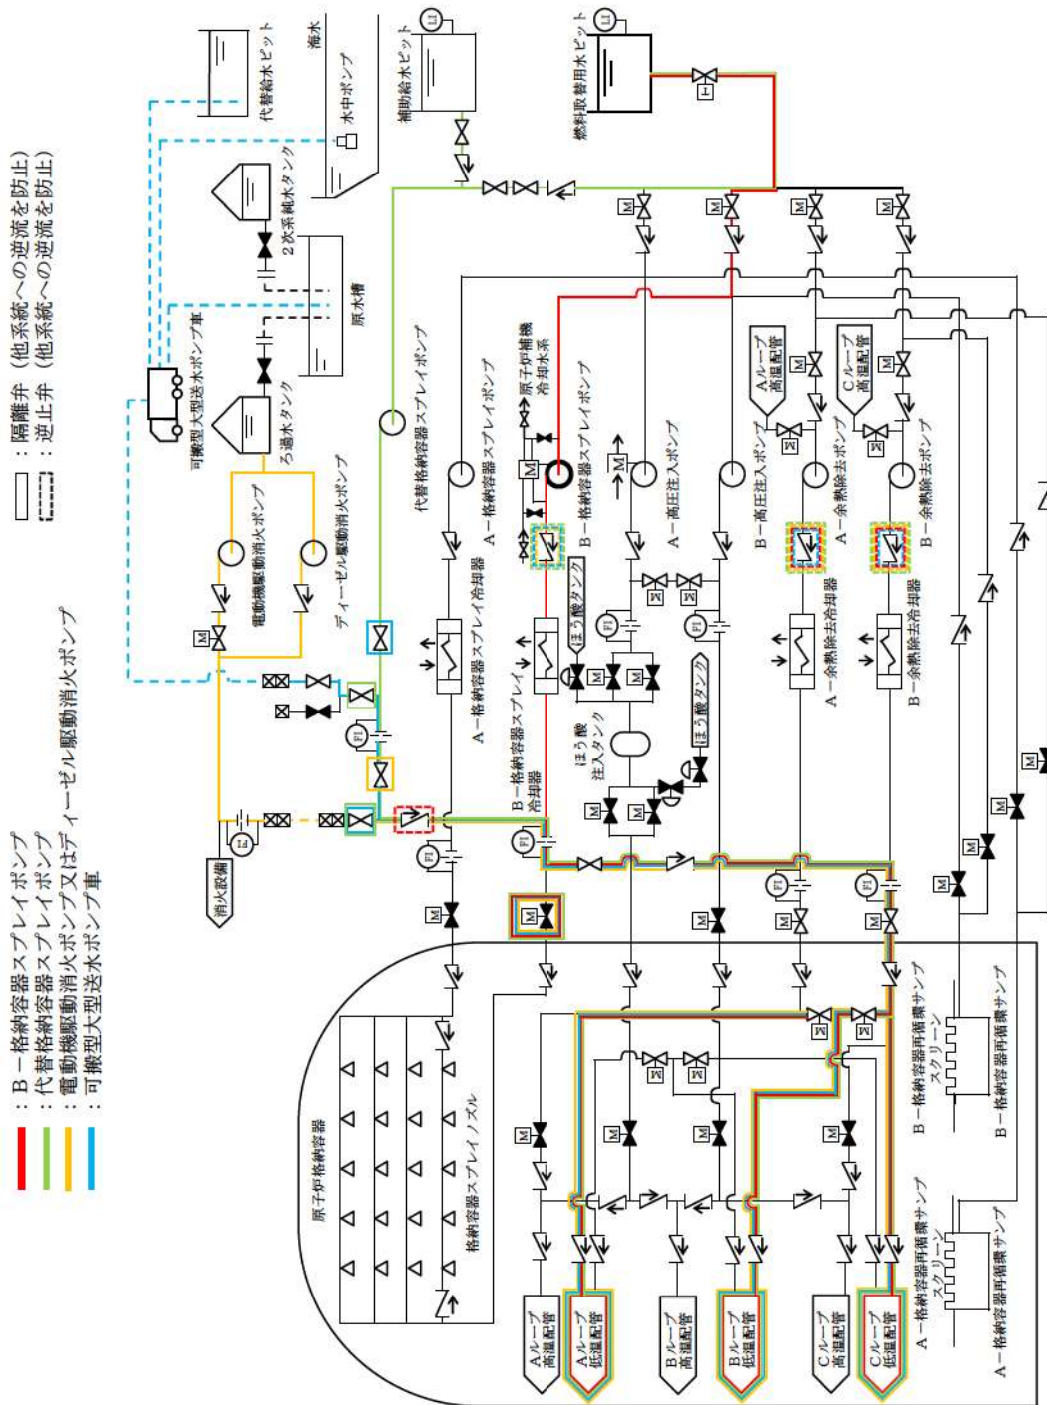 ：Ｂ－格納容器スプレイポンプ
：代替格納容器スプレイポンプ
：電動機駆動消火ポンプ又はディーゼル駆動消火ポンプ
：可搬型大型送水ポンプ車
：隔離弁（他系統への逆流を防止）
：逆止弁（他系統への逆流を防止）
可搬型大型送水ポンプ車
代替給水ピット
海水
水中ポンプ
２次系純水タンク
原水槽
ろ過水タンク
補助給水ピット
LI
燃料取替用水ピット
LI
電動機駆動消火ポンプ
ディーゼル駆動消火ポンプ
消火設備
FI
FI
代替格納容器スプレイポンプ
Ａ－格納容器スプレイポンプ
Ａ－格納容器スプレイ冷却器
原子炉補機
冷却水系
Ｂ－格納容器スプレイポンプ
Ｂ－格納容器スプレイ
冷却器
ほう酸タンク
ほう酸
注入タンク
ほう酸タンク
Ａ－高圧注入ポンプ
Ｂ－高圧注入ポンプ
Ａループ
高温配管
Ｃループ
高温配管
Ａ－余熱除去ポンプ
Ａ－余熱除去冷却器
Ｂ－余熱除去ポンプ
Ｂ－余熱除去冷却器
原子炉格納容器
格納容器スプレイノズル
Ａループ
高温配管
Ａループ
低温配管
Ｂループ
高温配管
Ｂループ
低温配管
Ｃループ
高温配管
Ｃループ
低温配管
Ｂ－格納容器再循環サンプ
スクリーン
Ｂ－格納容器再循環サンプ
Ａ－格納容器再循環サンプ
スクリーン
Ａ－格納容器再循環サンプ